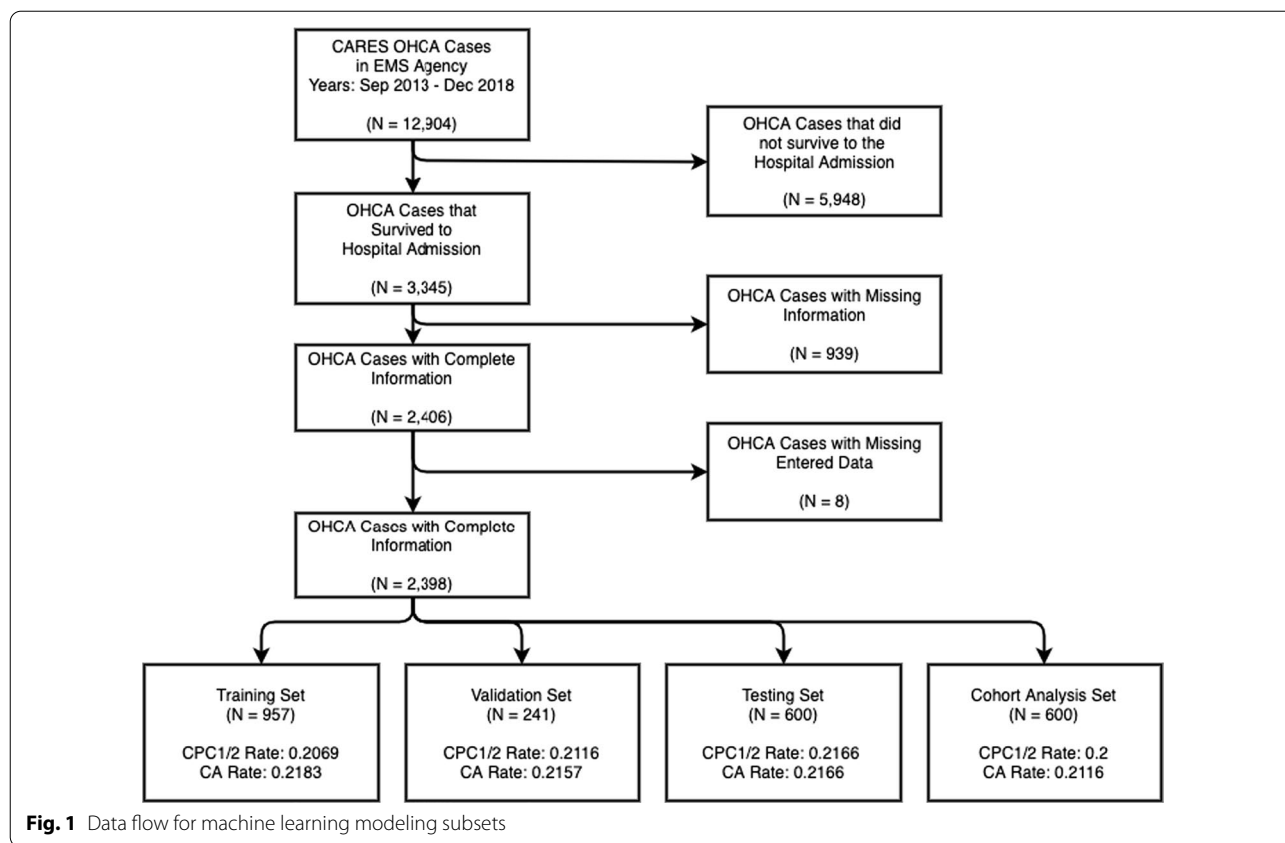 CARES OHCA Cases
in EMS Agency
Years: Sep 2013 - Dec 2018
(N = 12,904)
OHCA Cases that did
not survive to the
Hospital Admission
(N = 5,948)
OHCA Cases that
Survived to
Hospital Admission
(N = 3,345)
OHCA Cases with Missing
Information
(N = 939)
OHCA Cases with Complete
Information
(N = 2,406)
OHCA Cases with Missing
Entered Data
(N = 8)
OHCA Cases with Complete
Information
(N = 2,398)
Training Set
(N = 957)
CPC1/2 Rate: 0.2069
CA Rate: 0.2183
Validation Set
(N = 241)
CPC1/2 Rate: 0.2116
CA Rate: 0.2157
Testing Set
(N = 600)
CPC1/2 Rate: 0.2166
CA Rate: 0.2166
Cohort Analysis Set
(N = 600)
CPC1/2 Rate: 0.2
CA Rate: 0.2116
Fig. 1 Data flow for machine learning modeling subsets